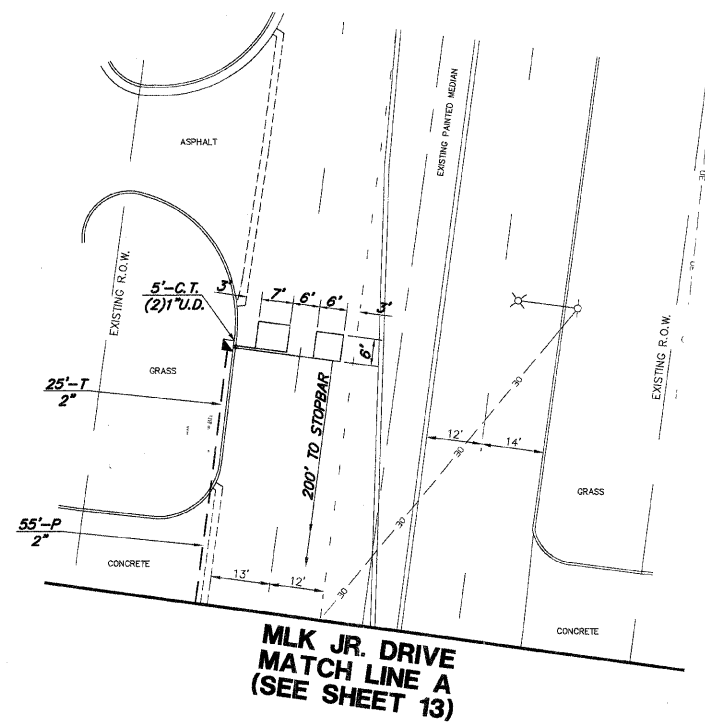 ASPHALT
EXISTING PAINTED MEDIAN
EXISTING R.O.W.
5'-C.T.
(2)1"U.D.
3'
7'
6'
6'
3'
6'
GRASS
25'-T
2"
200' TO STOPBAR
30
EXISTING R.O.W.
12'
14'
30
GRASS
55'-P
2"
30
CONCRETE
13'
12'
30
CONCRETE
MLK JR. DRIVE
MATCH LINE A
(SEE SHEET 13)